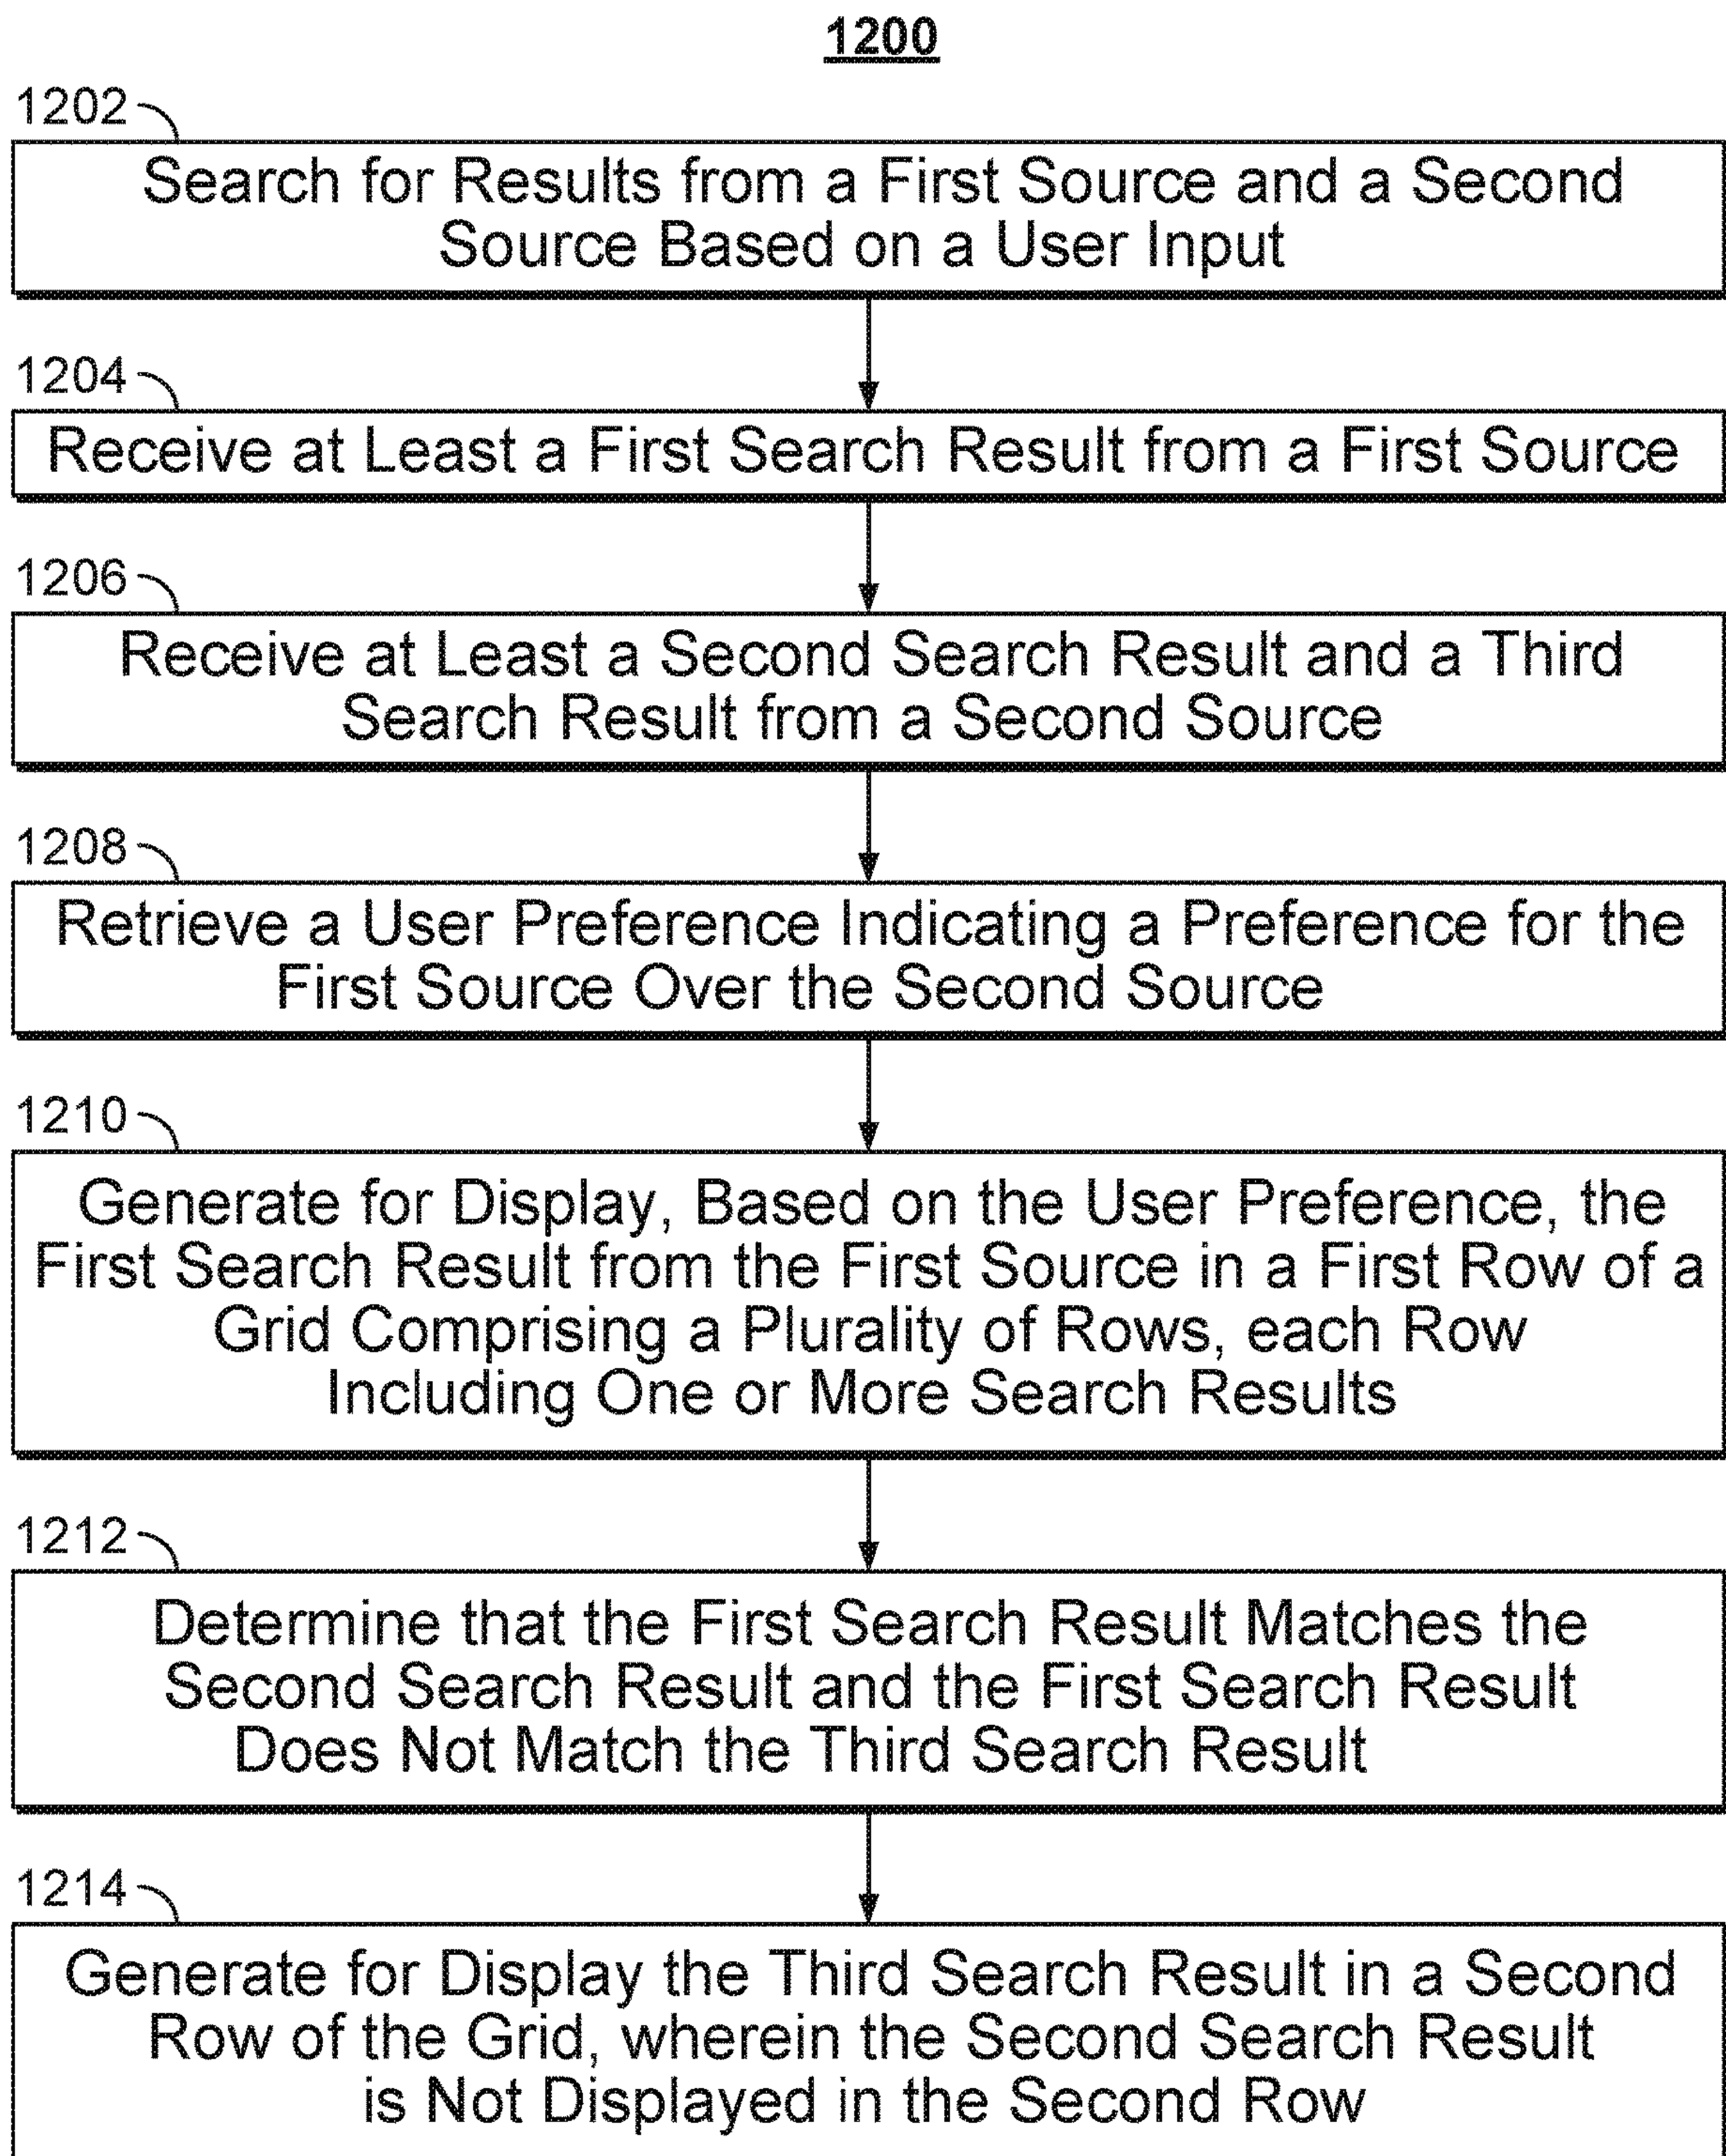 1200
1202
Search for Results from a First Source and a Second
Source Based on a User Input
1204
Receive at Least a First Search Result from a First Source
1206
Receive at Least a Second Search Result and a Third
Search Result from a Second Source
1208
Retrieve a User Preference Indicating a Preference for the
First Source Over the Second Source
1210
Generate for Display, Based on the User Preference, the
First Search Result from the First Source in a First Row of a
Grid Comprising a Plurality of Rows, each Row
Including One or More Search Results
1212
Determine that the First Search Result Matches the
Second Search Result and the First Search Result
Does Not Match the Third Search Result
1214
Generate for Display the Third Search Result in a Second
Row of the Grid, wherein the Second Search Result
is Not Displayed in the Second Row